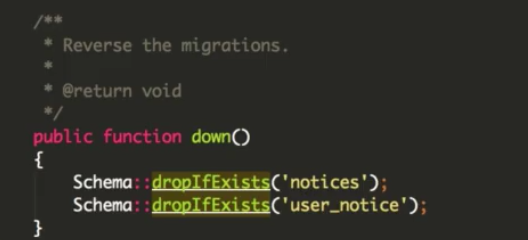 /**
 * Reverse the migrations.
 *
 * @return void
 */
public function down()
{
    Schema::dropIfExists('notices');
    Schema::dropIfExists('user_notice');
}